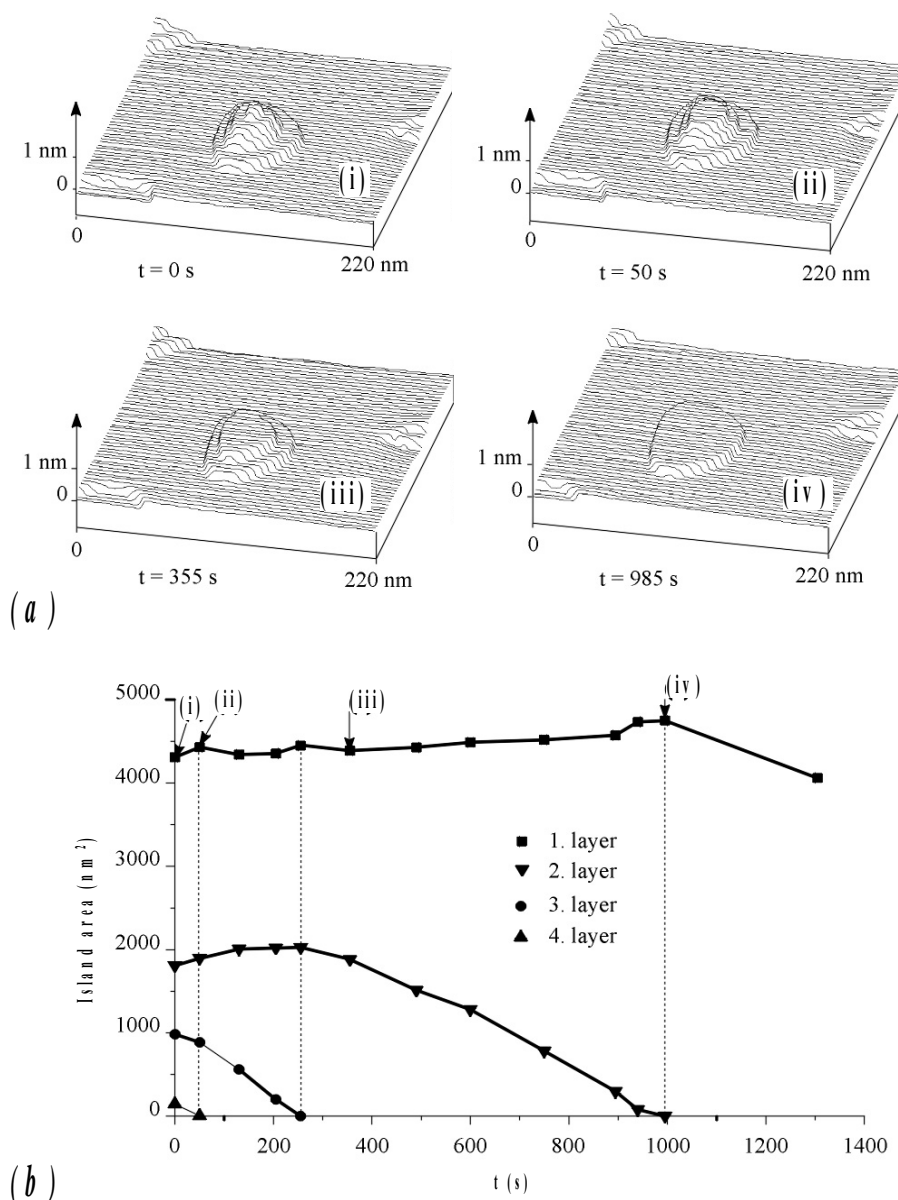 1 nm
0
(i)
0
220 nm
t = 0 s
1 nm
0
(ii)
0
220 nm
t = 50 s
1 nm
0
(iii)
0
220 nm
t = 355 s
1 nm
0
(iv)
0
220 nm
t = 985 s
(a)
5000
4000
3000
2000
1000
0
Island area (nm²)
(i)
(ii)
(iii)
(iv)
1. layer
2. layer
3. layer
4. layer
0
200
400
600
800
1000
1200
1400
t (s)
(b)